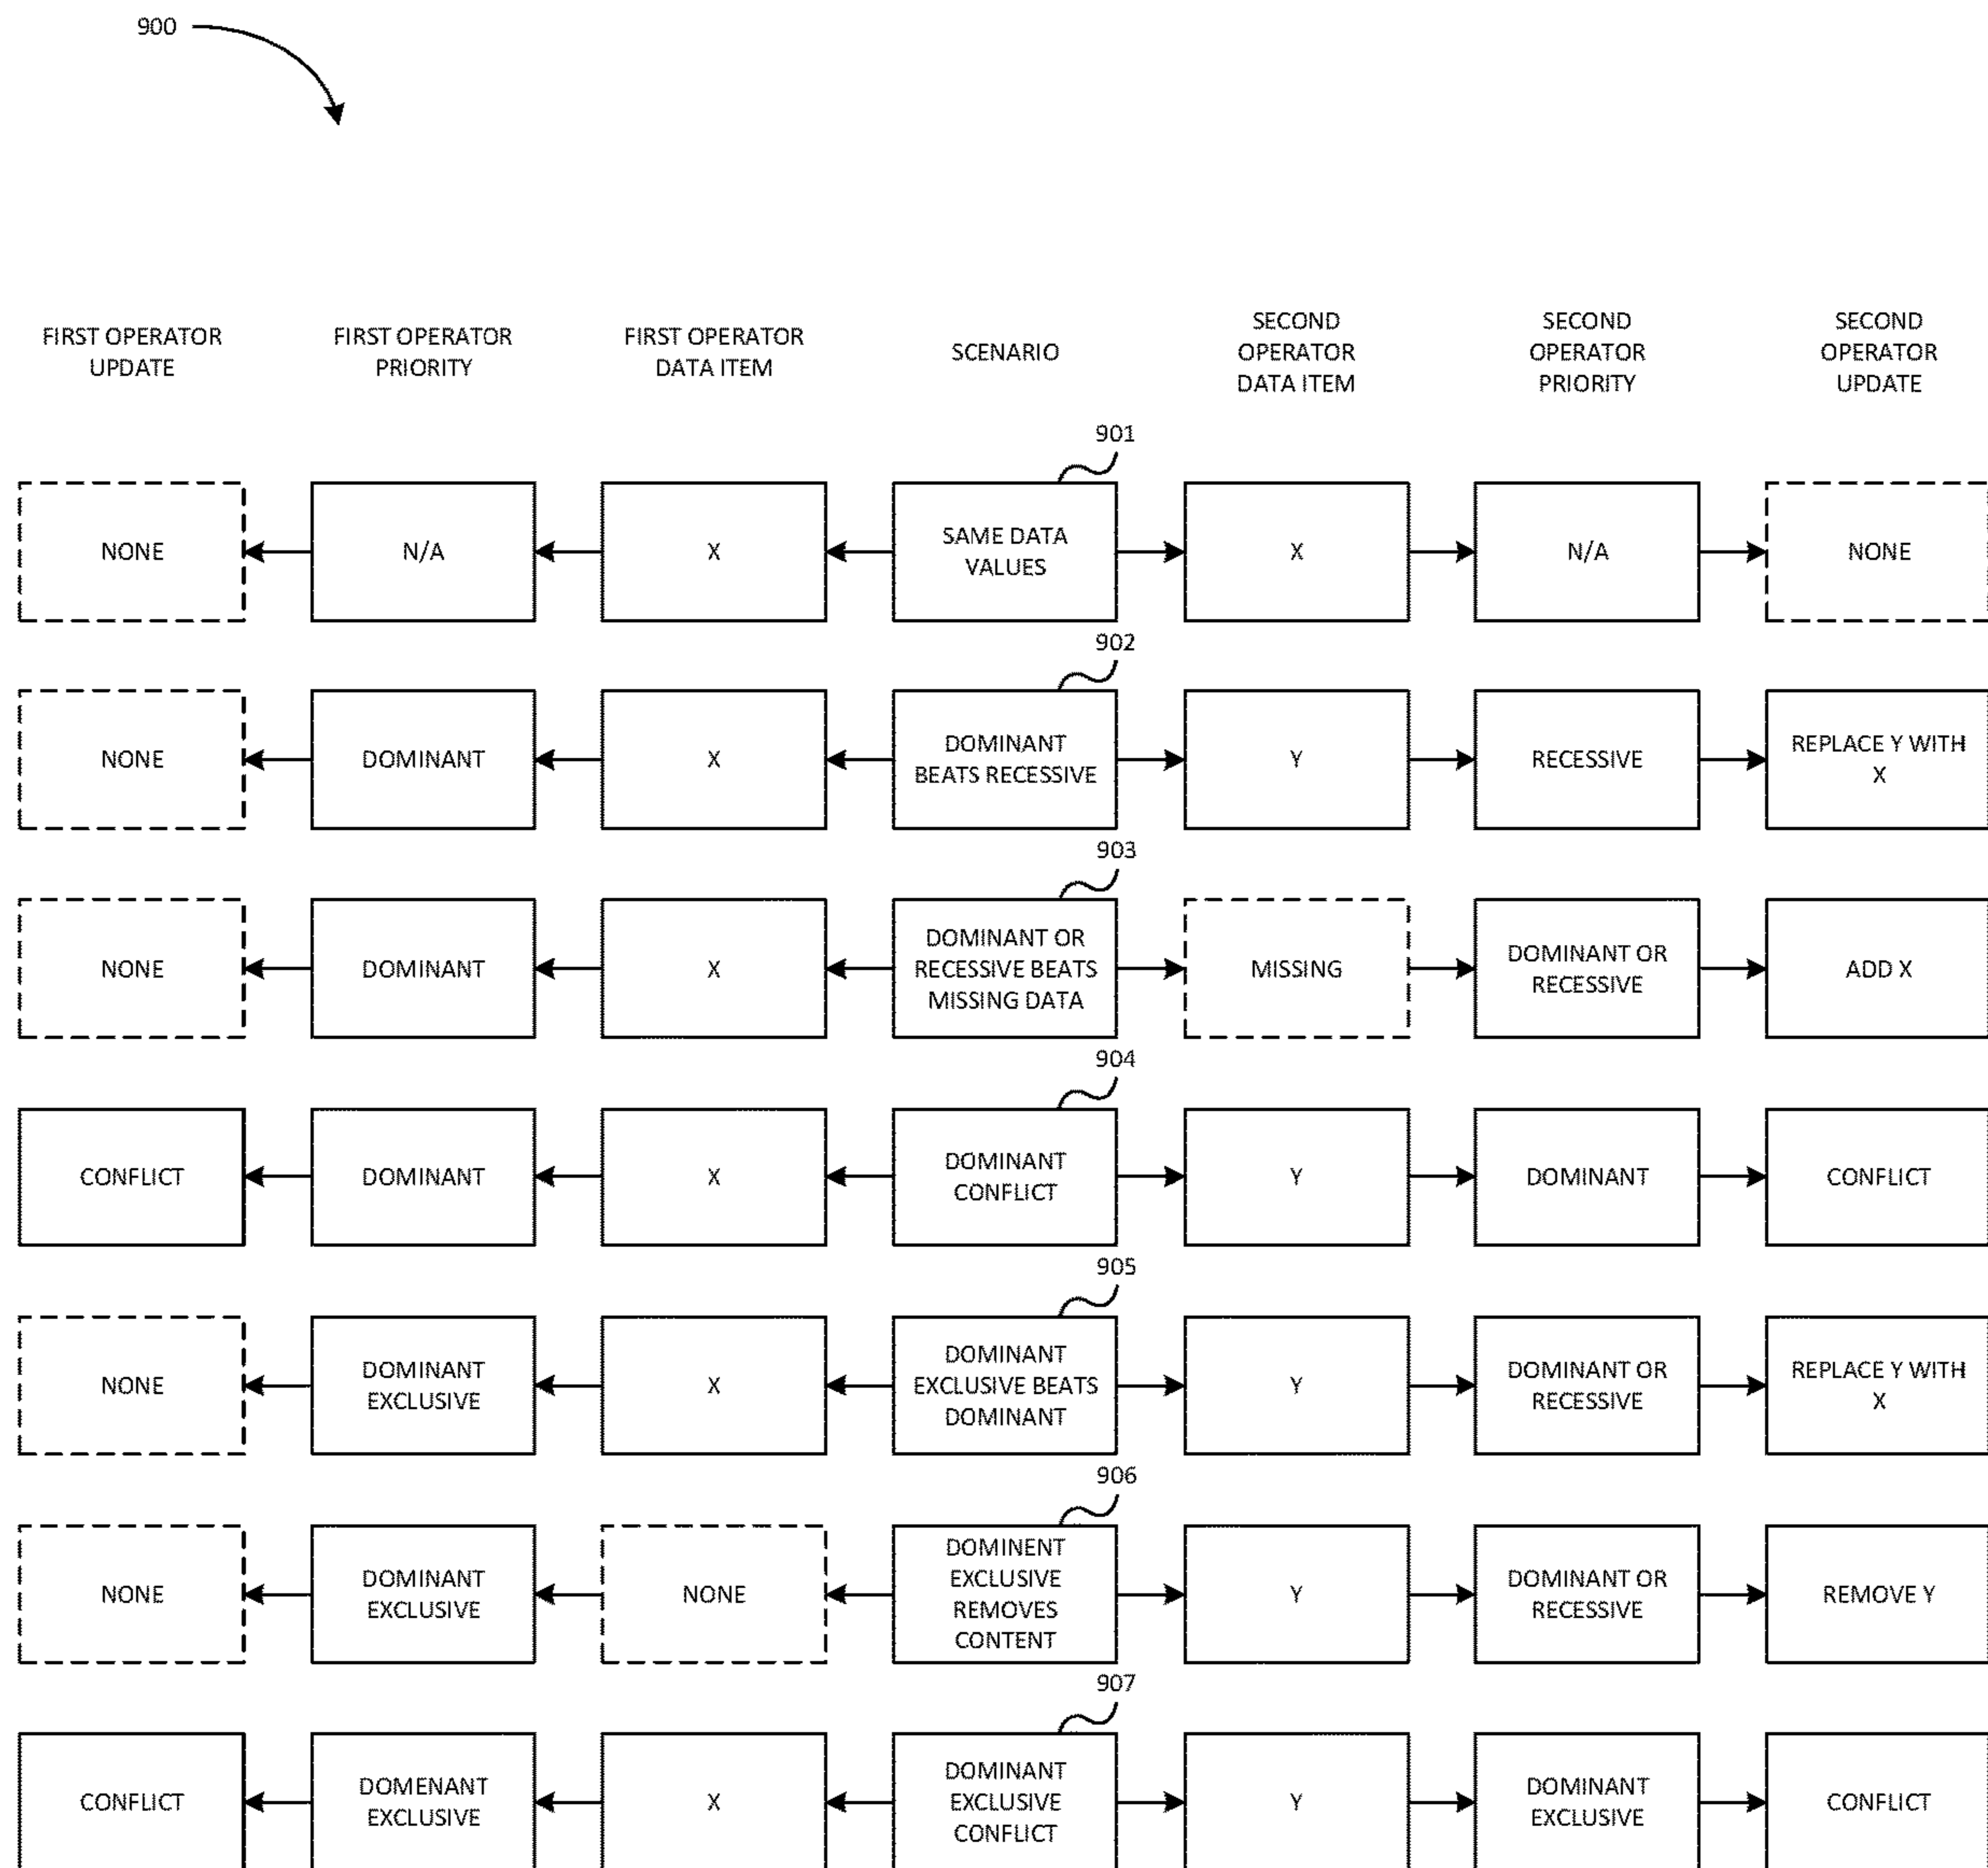 900
FIRST OPERATOR
UPDATE
FIRST OPERATOR
PRIORITY
FIRST OPERATOR
DATA ITEM
SCENARIO
SECOND
OPERATOR
DATA ITEM
SECOND
OPERATOR
PRIORITY
SECOND
OPERATOR
UPDATE
901
NONE
N/A
X
SAME DATA
VALUES
X
N/A
NONE
902
NONE
DOMINANT
X
DOMINANT
BEATS RECESSIVE
Y
RECESSIVE
REPLACE Y WITH
X
903
NONE
DOMINANT
X
DOMINANT OR
RECESSIVE BEATS
MISSING DATA
MISSING
DOMINANT OR
RECESSIVE
ADD X
904
CONFLICT
DOMINANT
X
DOMINANT
CONFLICT
Y
DOMINANT
CONFLICT
905
NONE
DOMINANT
EXCLUSIVE
X
DOMINANT
EXCLUSIVE BEATS
DOMINANT
Y
DOMINANT OR
RECESSIVE
REPLACE Y WITH
X
906
NONE
DOMINANT
EXCLUSIVE
NONE
DOMINENT
EXCLUSIVE
REMOVES
CONTENT
Y
DOMINANT OR
RECESSIVE
REMOVE Y
907
CONFLICT
DOMENANT
EXCLUSIVE
X
DOMINANT
EXCLUSIVE
CONFLICT
Y
DOMINANT
EXCLUSIVE
CONFLICT